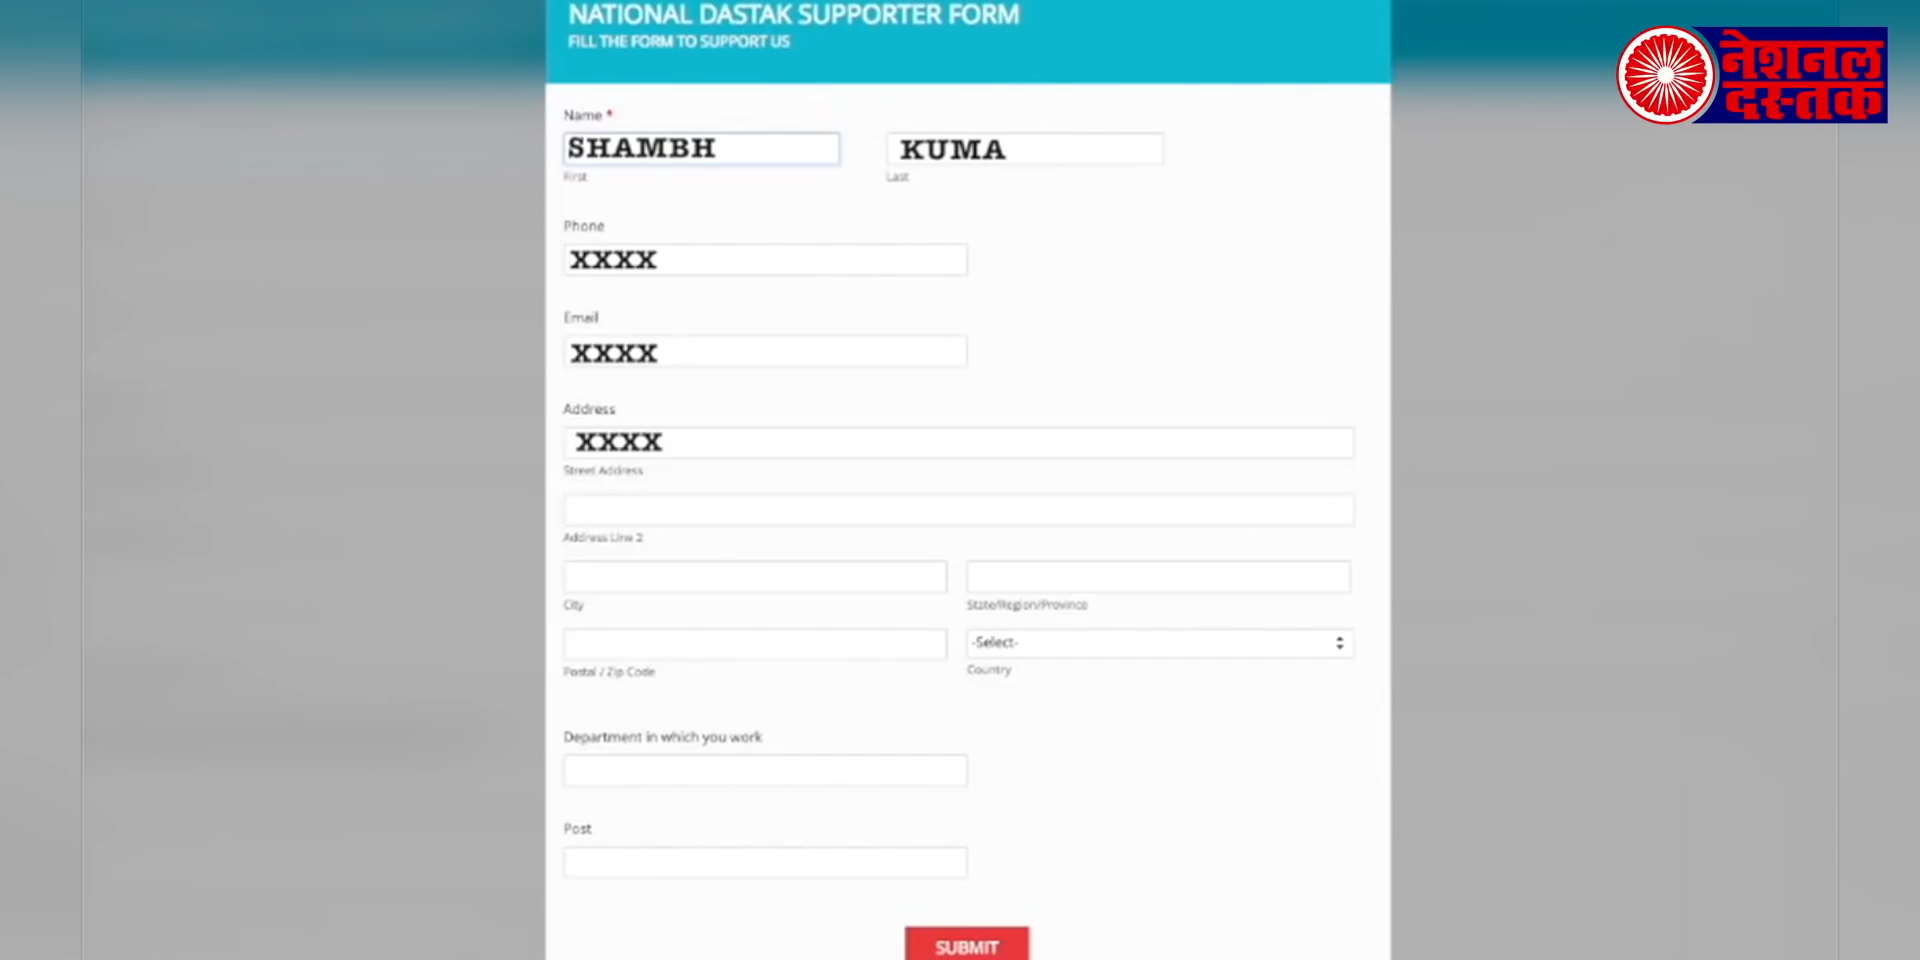 NATIONAL DASTAK SUPPORTER FORM
FILL THE FORM TO SUPPORT US
नेशनल
दस्तक
Name *
SHAMBH KUMA
First Last
Phone
XXXX
Email
XXXX
Address
XXXX
Street Address
Address Line 2
City State/Region/Province
-Select-
Postal / Zip Code Country
Department in which you work
Post
SUBMIT